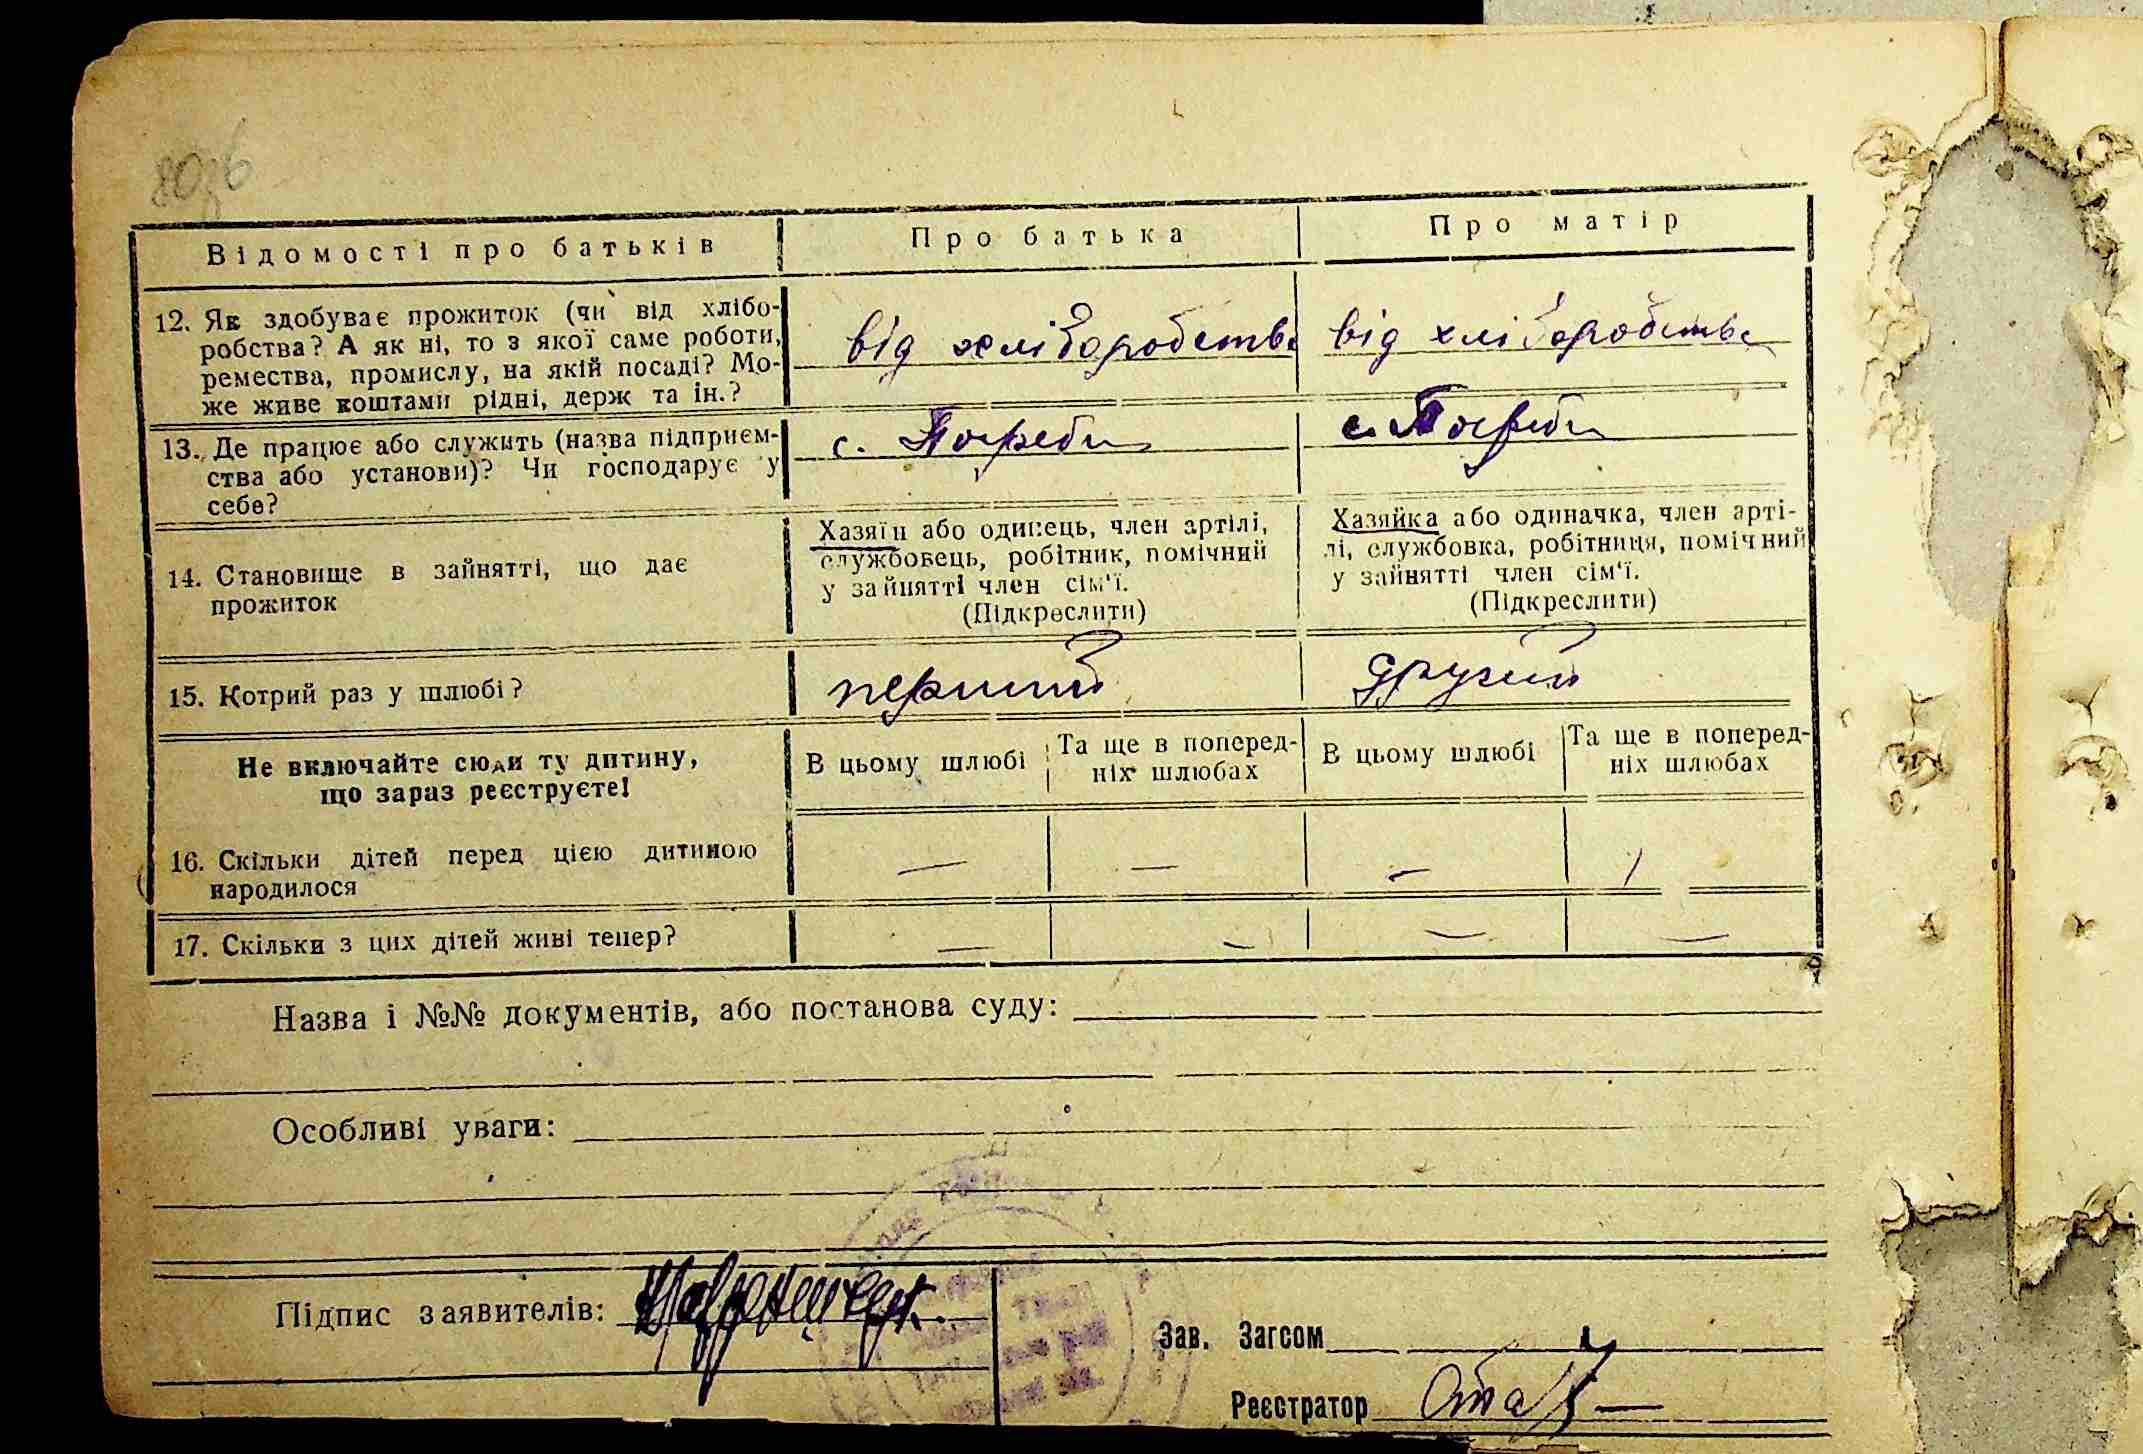 80зв
Відомості про батьків
Про батька
Про матір
12. Як здобуває прожиток (чи від хлібо-
робства? А як ні, то з якої саме роботи,
ремества, промислу, на якій посаді? Мо-
же живе коштами рідні, держ та ін.?
від хліборобства
від хліборобства
13. Де працює або служить (назва підприєм-
ства або установи)? Чи господарує у
себе?
с. Погреби
с. Погреби
14. Становище в зайнятті, що дає
прожиток
Хазяїн або одинець, член артілі,
службовець, робітник, помічний
у зайнятті член сім'ї.
(Підкреслити)
Хазяйка або одиначка, член арті-
лі, службовка, робітниця, помічний
у зайнятті член сім'ї.
(Підкреслити)
15. Котрий раз у шлюбі?
перший
другий
Не включайте сюди ту дитину,
що зараз реєструєте!
В цьому шлюбі
Та ще в поперед-
ніх шлюбах
В цьому шлюбі
Та ще в поперед-
ніх шлюбах
16. Скільки дітей перед цією дитиною
народилося
— — — 1
17. Скільки з цих дітей живі тепер?
— — — —
Назва і №№ документів, або постанова суду:
Особливі уваги:
Підпис заявителів:
Зав. Загсом
Реєстратор